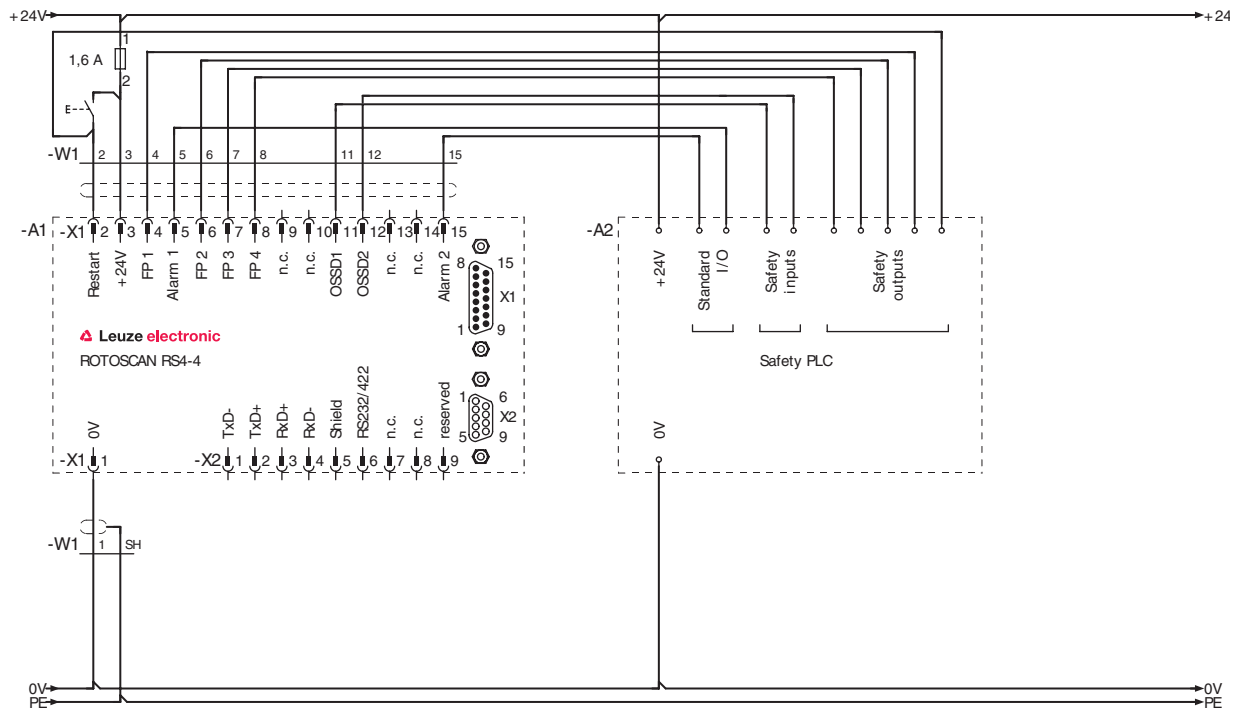 +24V +24
1
1,6 A
2
E
-W1 2 3 4 5 6 7 8 11 12 15
-A1 -X1 2 3 4 5 6 7 8 9 10 11 12 13 14 15 -A2
Restart +24V FP 1 Alarm 1 FP 2 FP 3 FP 4 n.c. n.c. OSSD1 OSSD2 n.c. n.c. Alarm 2
8 15
X1
1 9
+24V Standard I/O Safety inputs Safety outputs
Leuze electronic
ROTOSCAN RS4-4 Safety PLC
1 6
X2
5 9
0V TxD- TxD+ RxD+ RxD- Shield RS232/422 n.c. n.c. reserved 0V
-X1 1 -X2 1 2 3 4 5 6 7 8 9
-W1 1 SH
0V 0V
PE PE